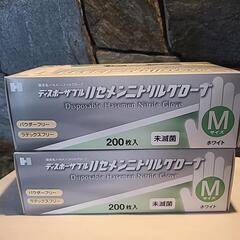 ディスポーザブルハセメンニトリルグローブ
Disposable Hasemen Nitrile Glove
パウダーフリー
ラテックスフリー
200枚入
未滅菌
M
サイズ
ホワイト
H
ディスポーザブルハセメンニトリルグローブ
Disposable Hasemen Nitrile Glove
パウダーフリー
ラテックスフリー
200枚入
未滅菌
M
サイズ
ホワイト